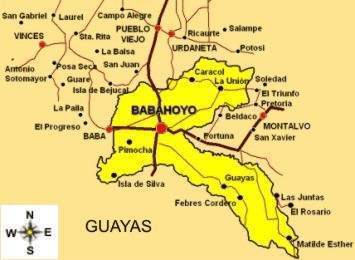 San Gabriel
Laurel
Campo Alegre
PUEBLO
VIEJO
Ricaurte
Salampe
VINCES
Sta. Rita
URDANETA
La Balsa
Potosi
Antonio
Sotomayor
Posa Seca
San Juan
Guare
Isla de Bejucal
Caracol
Soledad
La Unión
El Triunfo
Pretoria
La Palla
BABAHOYO
Beldaco
El Progreso
BABA
MONTALVO
Fortuna
San Xavier
Pimocha
Isla de Silva
Guayas
Febres Cordero
Las Juntas
El Rosario
GUAYAS
Matilde Esther
N
W
E
S